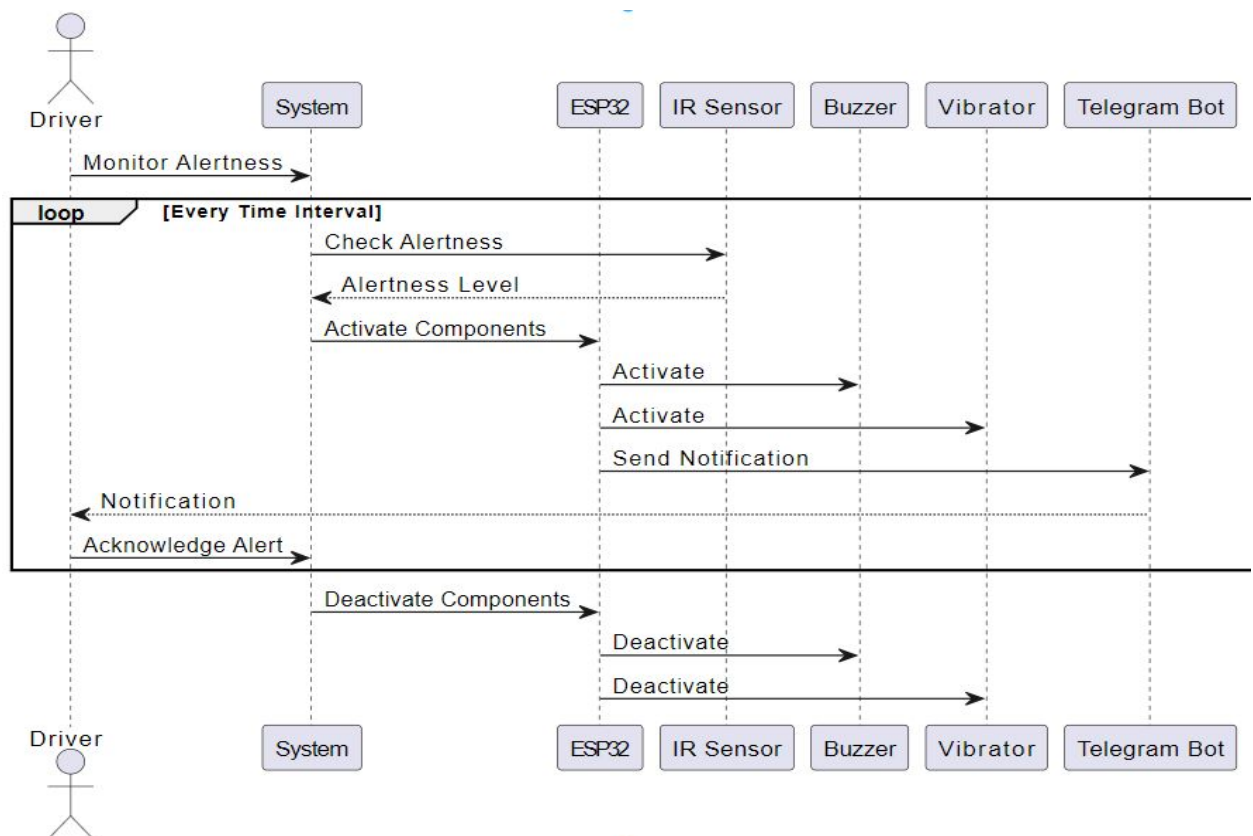 Driver
System
ESP32
IR Sensor
Buzzer
Vibrator
Telegram Bot
Monitor Alertness
loop
[Every Time Interval]
Check Alertness
Alertness Level
Activate Components
Activate
Activate
Send Notification
Notification
Acknowledge Alert
Deactivate Components
Deactivate
Deactivate
Driver
System
ESP32
IR Sensor
Buzzer
Vibrator
Telegram Bot